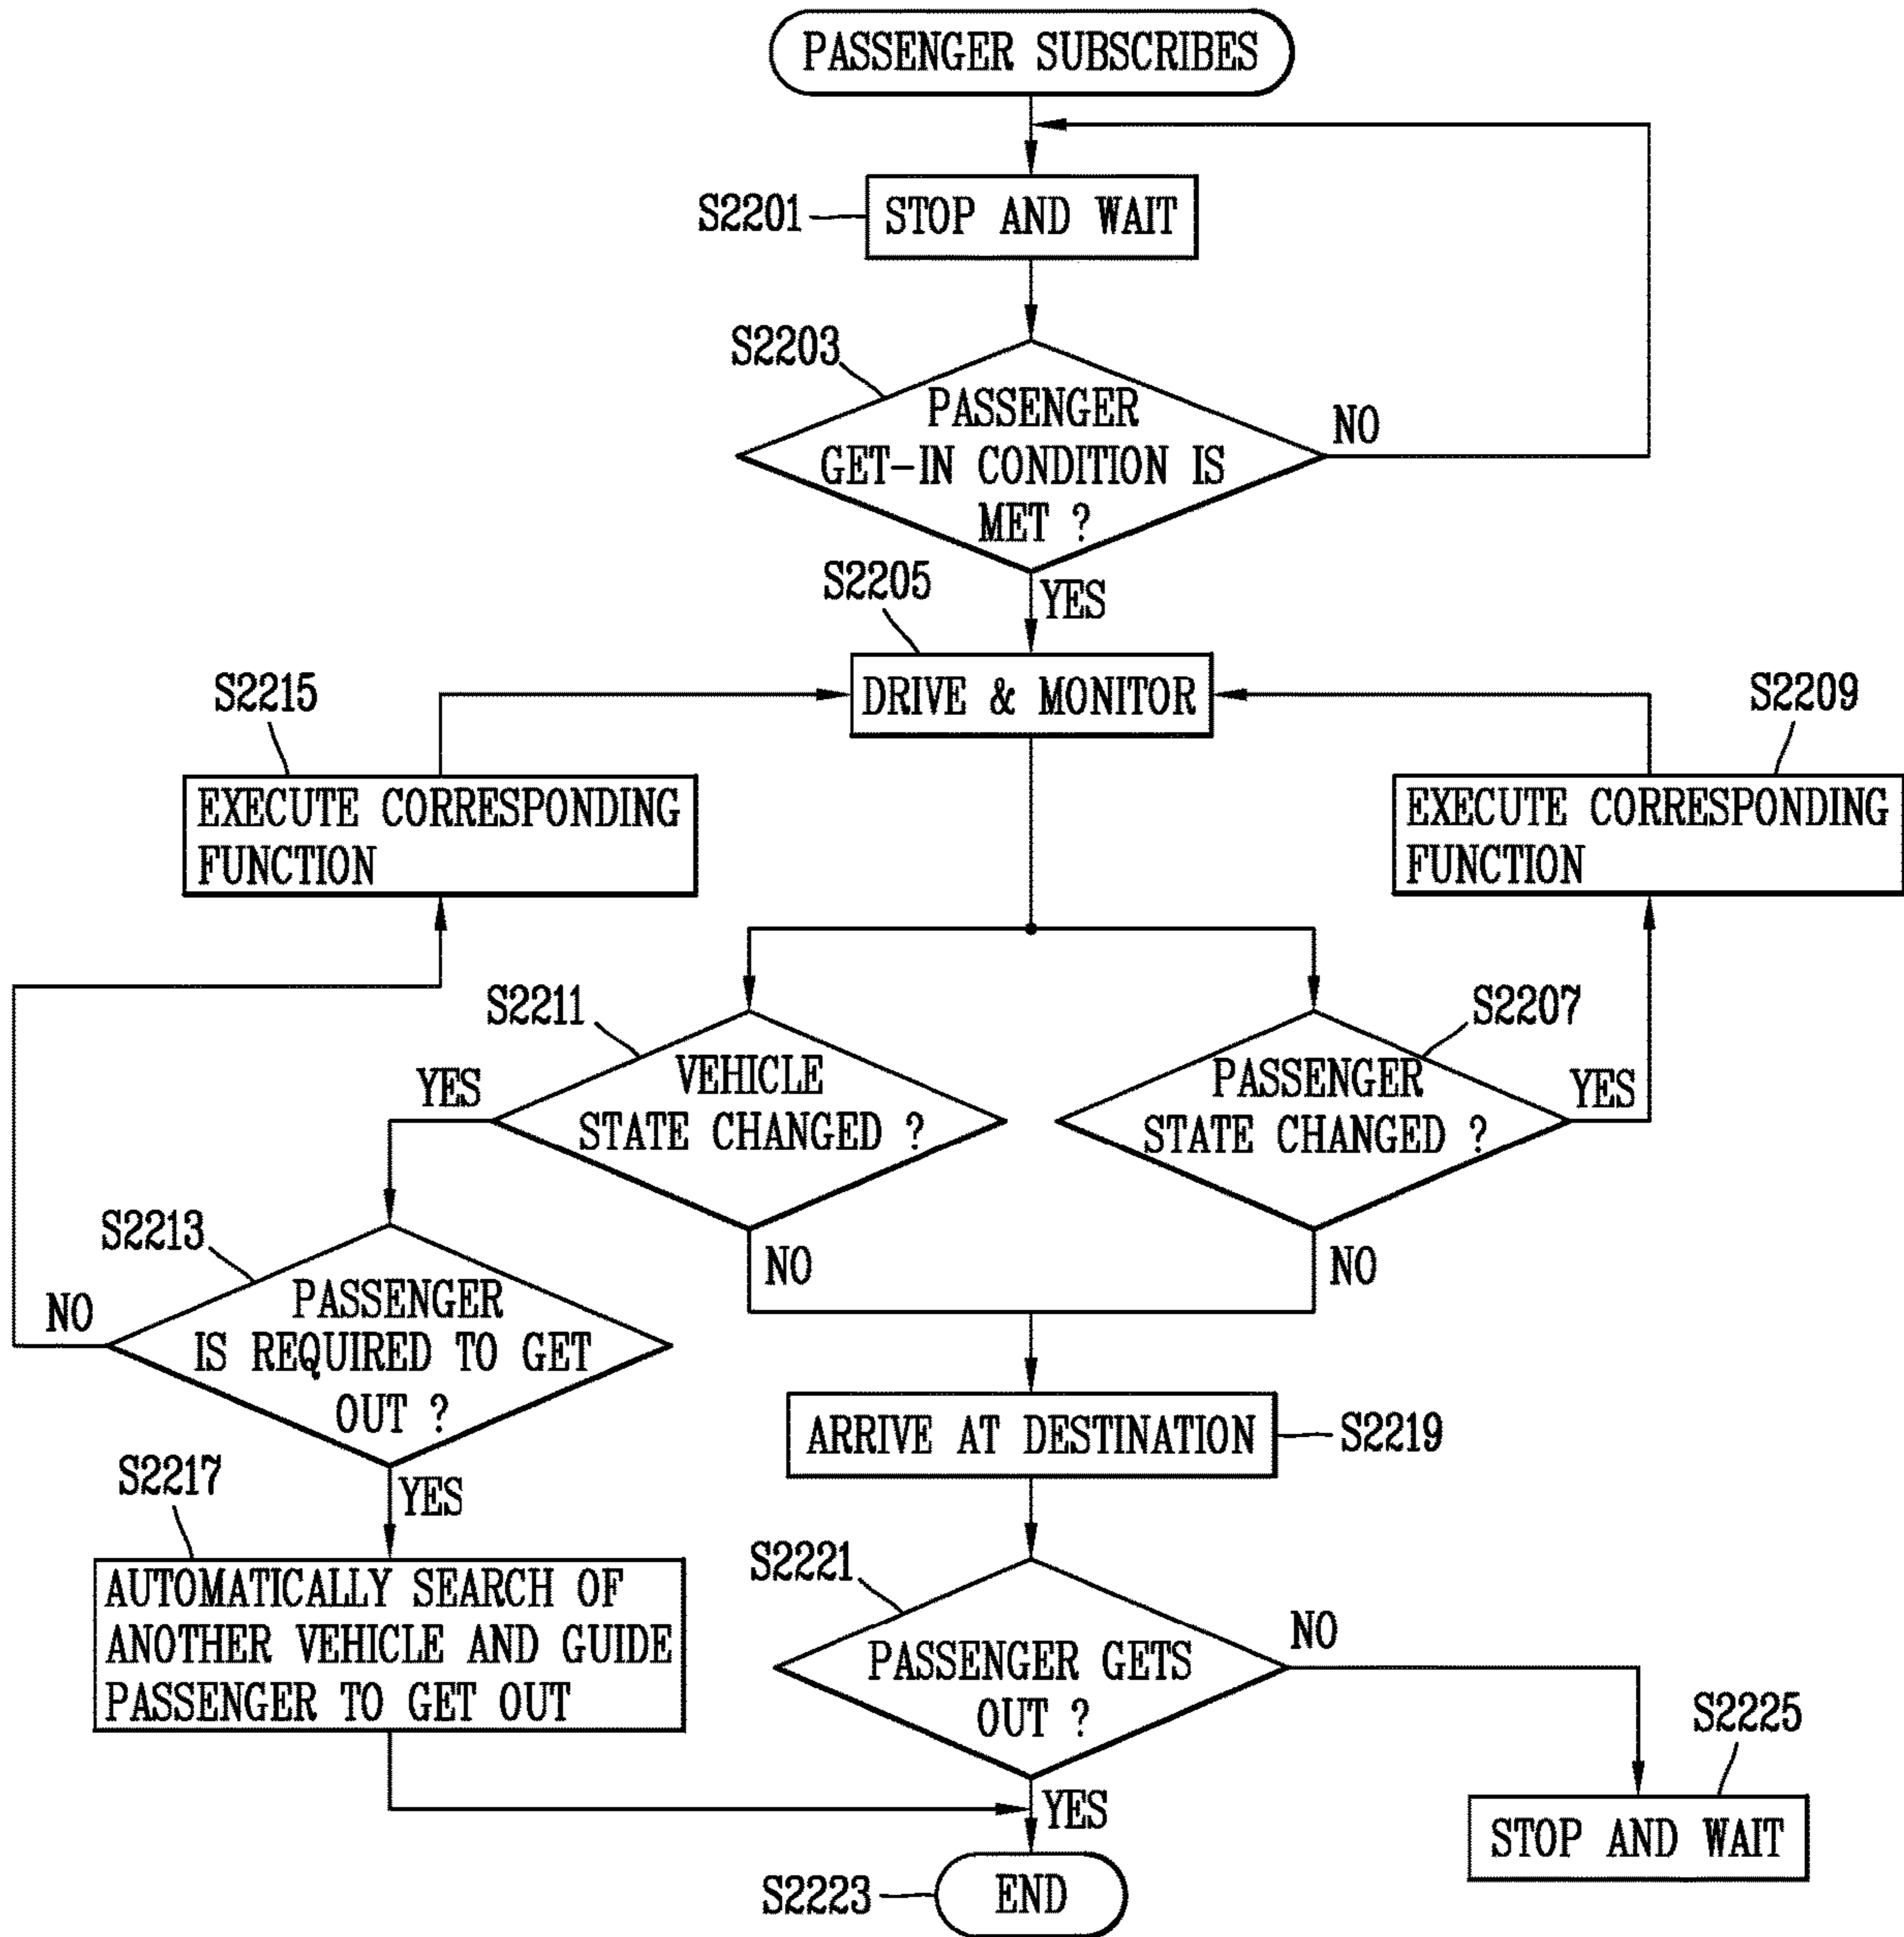 PASSENGER SUBSCRIBES
S2201
STOP AND WAIT
S2203
PASSENGER
GET-IN CONDITION IS
MET ?
NO
YES
S2205
DRIVE & MONITOR
S2215
EXECUTE CORRESPONDING
FUNCTION
S2209
EXECUTE CORRESPONDING
FUNCTION
S2211
VEHICLE
STATE CHANGED ?
YES
NO
S2207
PASSENGER
STATE CHANGED ?
YES
NO
S2213
PASSENGER
IS REQUIRED TO GET
OUT ?
NO
YES
S2217
AUTOMATICALLY SEARCH OF
ANOTHER VEHICLE AND GUIDE
PASSENGER TO GET OUT
ARRIVE AT DESTINATION
S2219
S2221
PASSENGER GETS
OUT ?
NO
YES
S2225
STOP AND WAIT
S2223
END